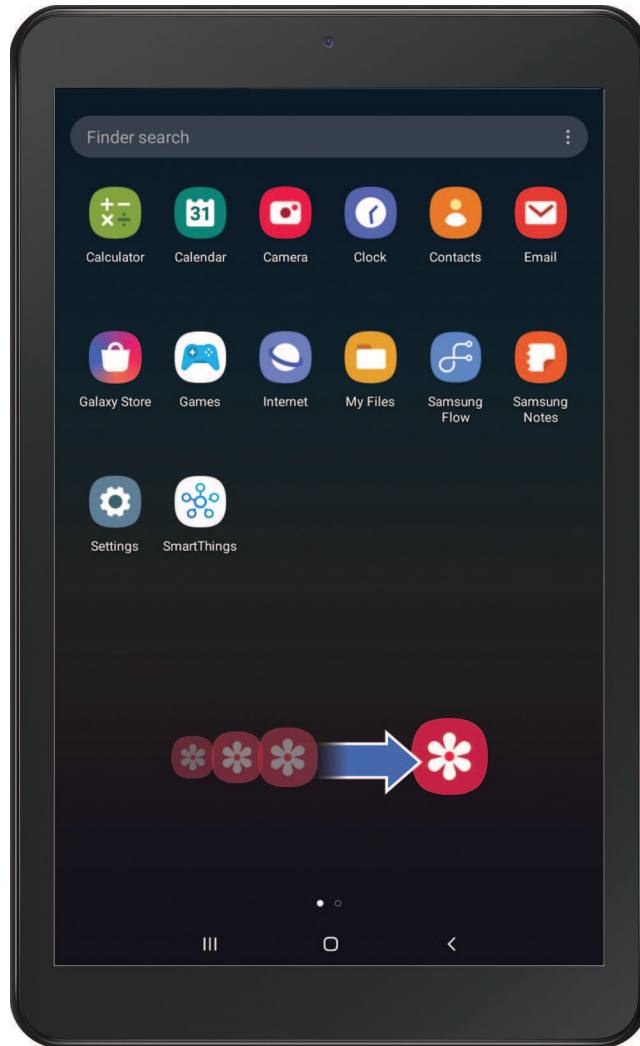 Finder search
31
Calculator Calendar Camera Clock Contacts Email
Galaxy Store Games Internet My Files Samsung Samsung
Flow Notes
Settings SmartThings